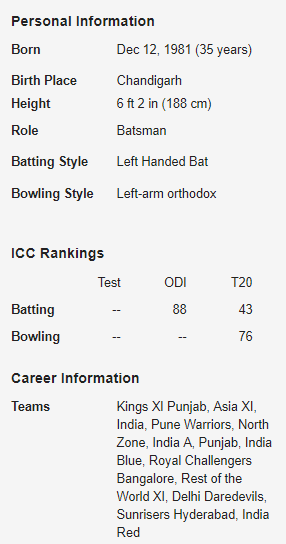 Personal Information
Born Dec 12, 1981 (35 years)
Birth Place Chandigarh
Height 6 ft 2 in (188 cm)
Role Batsman
Batting Style Left Handed Bat
Bowling Style Left-arm orthodox
ICC Rankings
Test ODI T20
Batting -- 88 43
Bowling -- -- 76
Career Information
Teams Kings XI Punjab, Asia XI,
India, Pune Warriors, North
Zone, India A, Punjab, India
Blue, Royal Challengers
Bangalore, Rest of the
World XI, Delhi Daredevils,
Sunrisers Hyderabad, India
Red